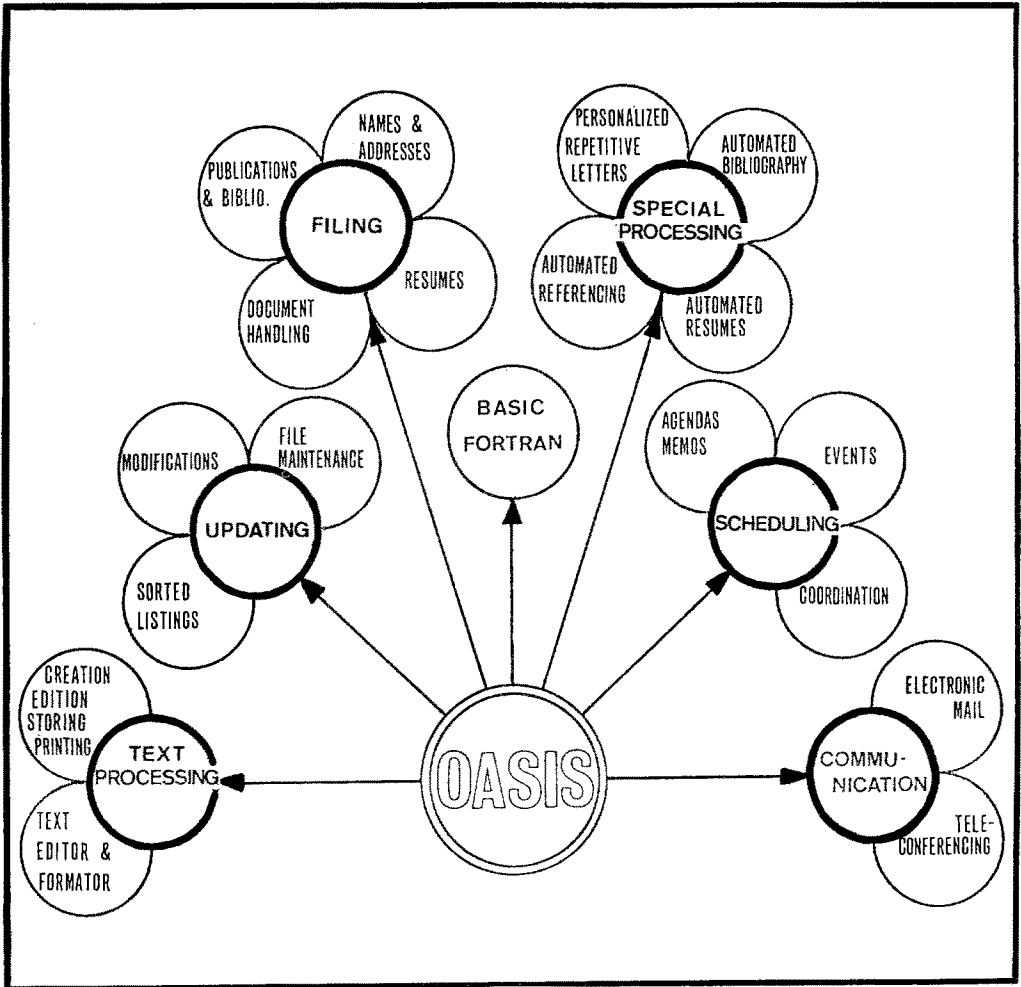 NAMES &
ADDRESSES
PUBLICATIONS
& BIBLIO.
FILING
RESUMES
DOCUMENT
HANDLING
PERSONALIZED
REPETITIVE
LETTERS
AUTOMATED
BIBLIOGRAPHY
SPECIAL
PROCESSING
AUTOMATED
REFERENCING
AUTOMATED
RESUMES
BASIC
FORTRAN
MODIFICATIONS
FILE
MAINTENANCE
UPDATING
SORTED
LISTINGS
AGENDAS
MEMOS
EVENTS
SCHEDULING
COORDINATION
CREATION
EDITION
STORING
PRINTING
TEXT
PROCESSING
TEXT
EDITOR &
FORMATOR
OASIS
ELECTRONIC
MAIL
COMMU-
NICATION
TELE-
CONFERENCING